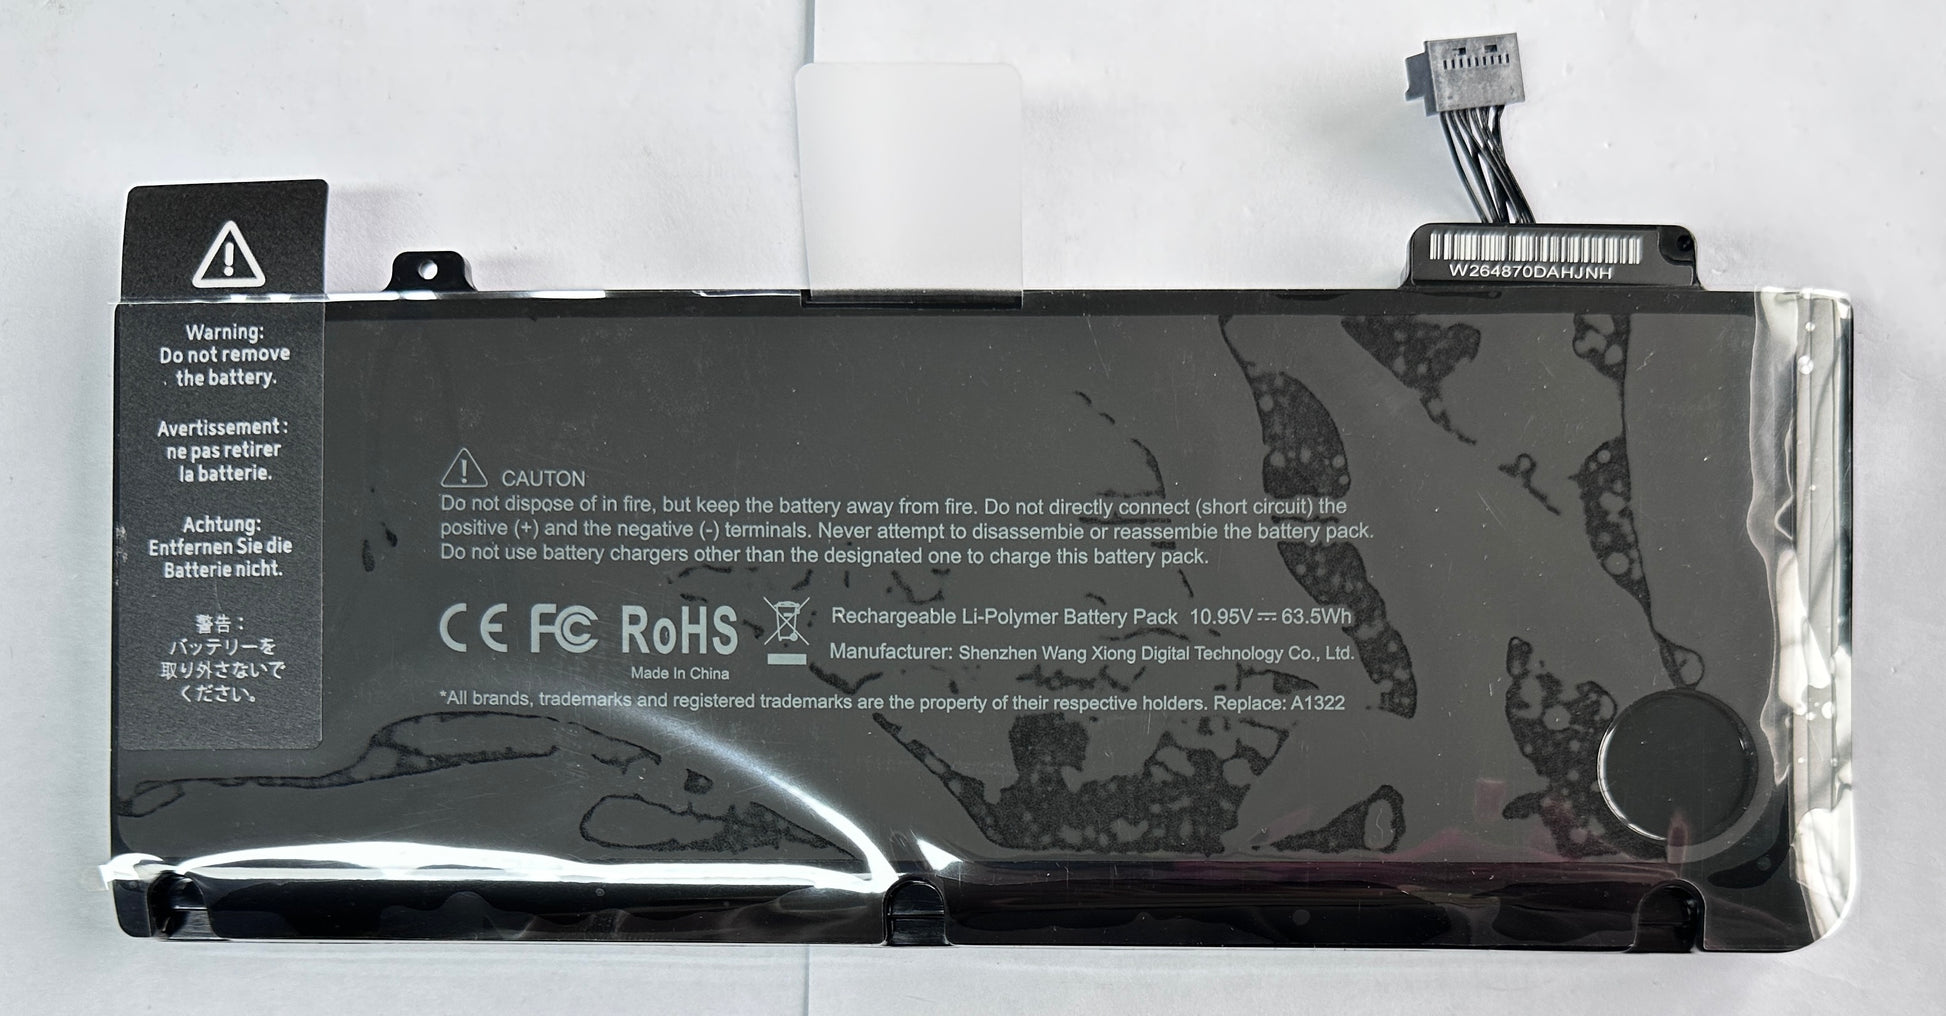 W264870DAHJNH
Warning:
Do not remove
the battery.
Avertissement :
ne pas retirer
la batterie.
Achtung:
Entfernen Sie die
Batterie nicht.
警告：
バッテリーを
取り外さないで
ください。
CAUTON
Do not dispose of in fire, but keep the battery away from fire. Do not directly connect (short circuit) the
positive (+) and the negative (-) terminals. Never attempt to disassembie or reassembie the battery pack.
Do not use battery chargers other than the designated one to charge this battery pack.
CE FC RoHS
Rechargeable Li-Polymer Battery Pack 10.95V⎓63.5Wh
Manufacturer: Shenzhen Wang Xiong Digital Technology Co., Ltd.
Made In China
*All brands, trademarks and registered trademarks are the property of their respective holders. Replace: A1322